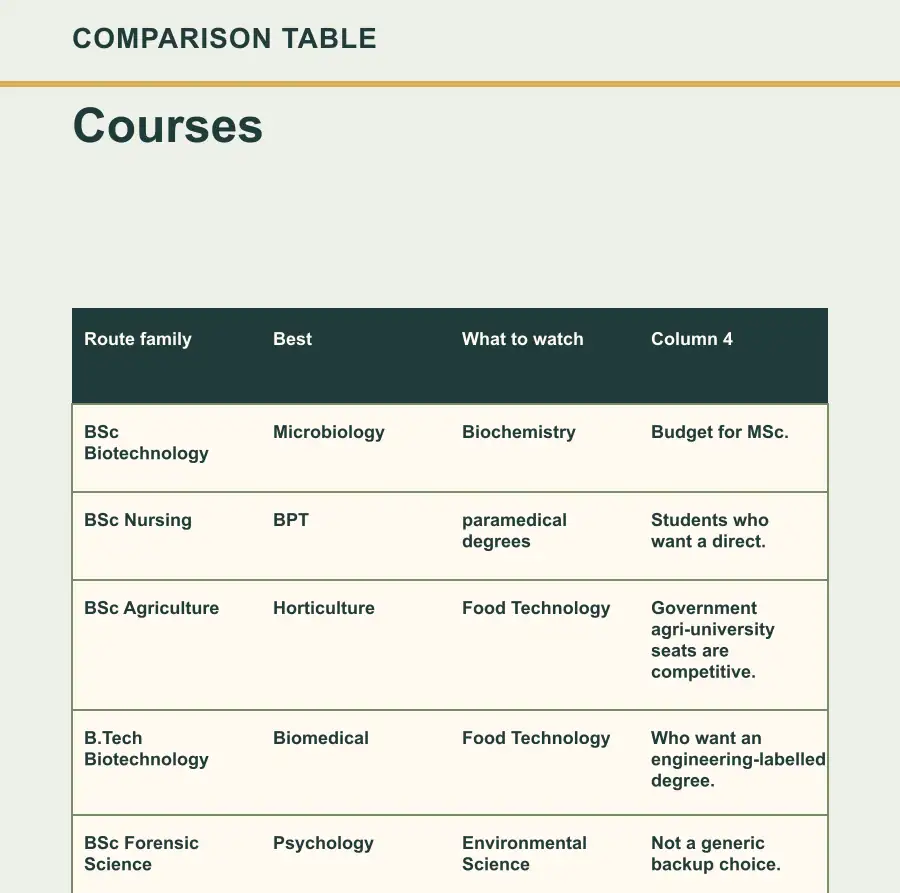 COMPARISON TABLE
Courses
Route family
Best
What to watch
Column 4
BSc
Biotechnology
Microbiology
Biochemistry
Budget for MSc.
BSc Nursing
BPT
paramedical
degrees
Students who
want a direct.
BSc Agriculture
Horticulture
Food Technology
Government
agri-university
seats are
competitive.
B.Tech
Biotechnology
Biomedical
Food Technology
Who want an
engineering-labelled
degree.
BSc Forensic
Science
Psychology
Environmental
Science
Not a generic
backup choice.